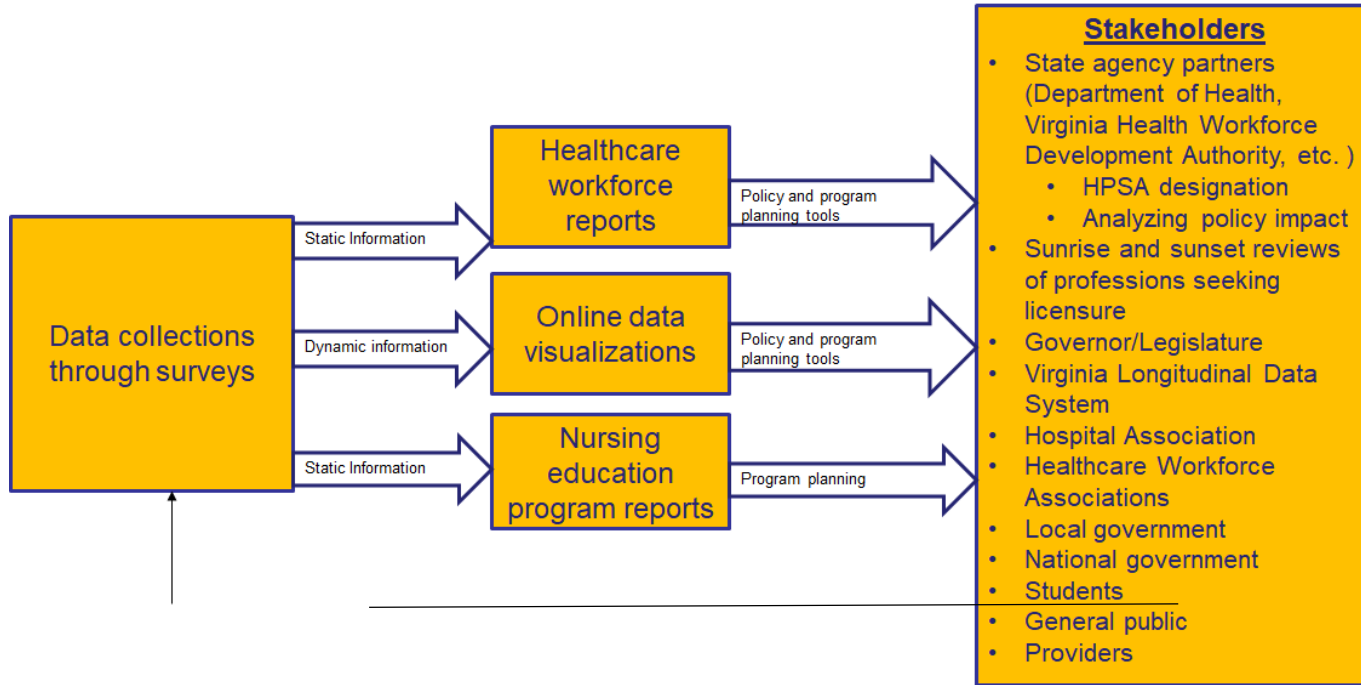 Data collections
through surveys
Static Information
Dynamic information
Static Information
Healthcare
workforce
reports
Online data
visualizations
Nursing
education
program reports
Policy and program
planning tools
Policy and program
planning tools
Program planning
Stakeholders
• State agency partners
(Department of Health,
Virginia Health Workforce
Development Authority, etc. )
• HPSA designation
• Analyzing policy impact
• Sunrise and sunset reviews
of professions seeking
licensure
• Governor/Legislature
• Virginia Longitudinal Data
System
• Hospital Association
• Healthcare Workforce
Associations
• Local government
• National government
• Students
• General public
• Providers